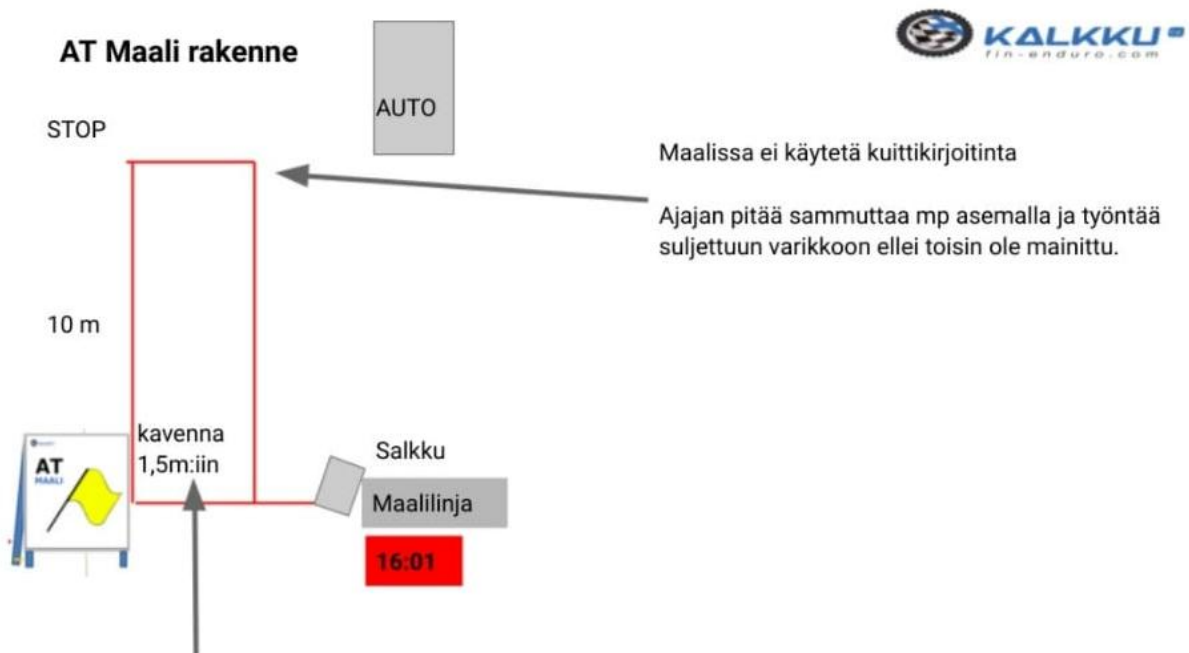 AT Maali rakenne
KALKKU
fin-enduro.com
AUTO
STOP
Maalissa ei käytetä kuittikirjoitinta
Ajajan pitää sammuttaa mp asemalla ja työntää
suljettuun varikkoon ellei toisin ole mainittu.
10 m
kavenna
1,5m:iin
AT
MAALI
Salkku
Maalilinja
16:01